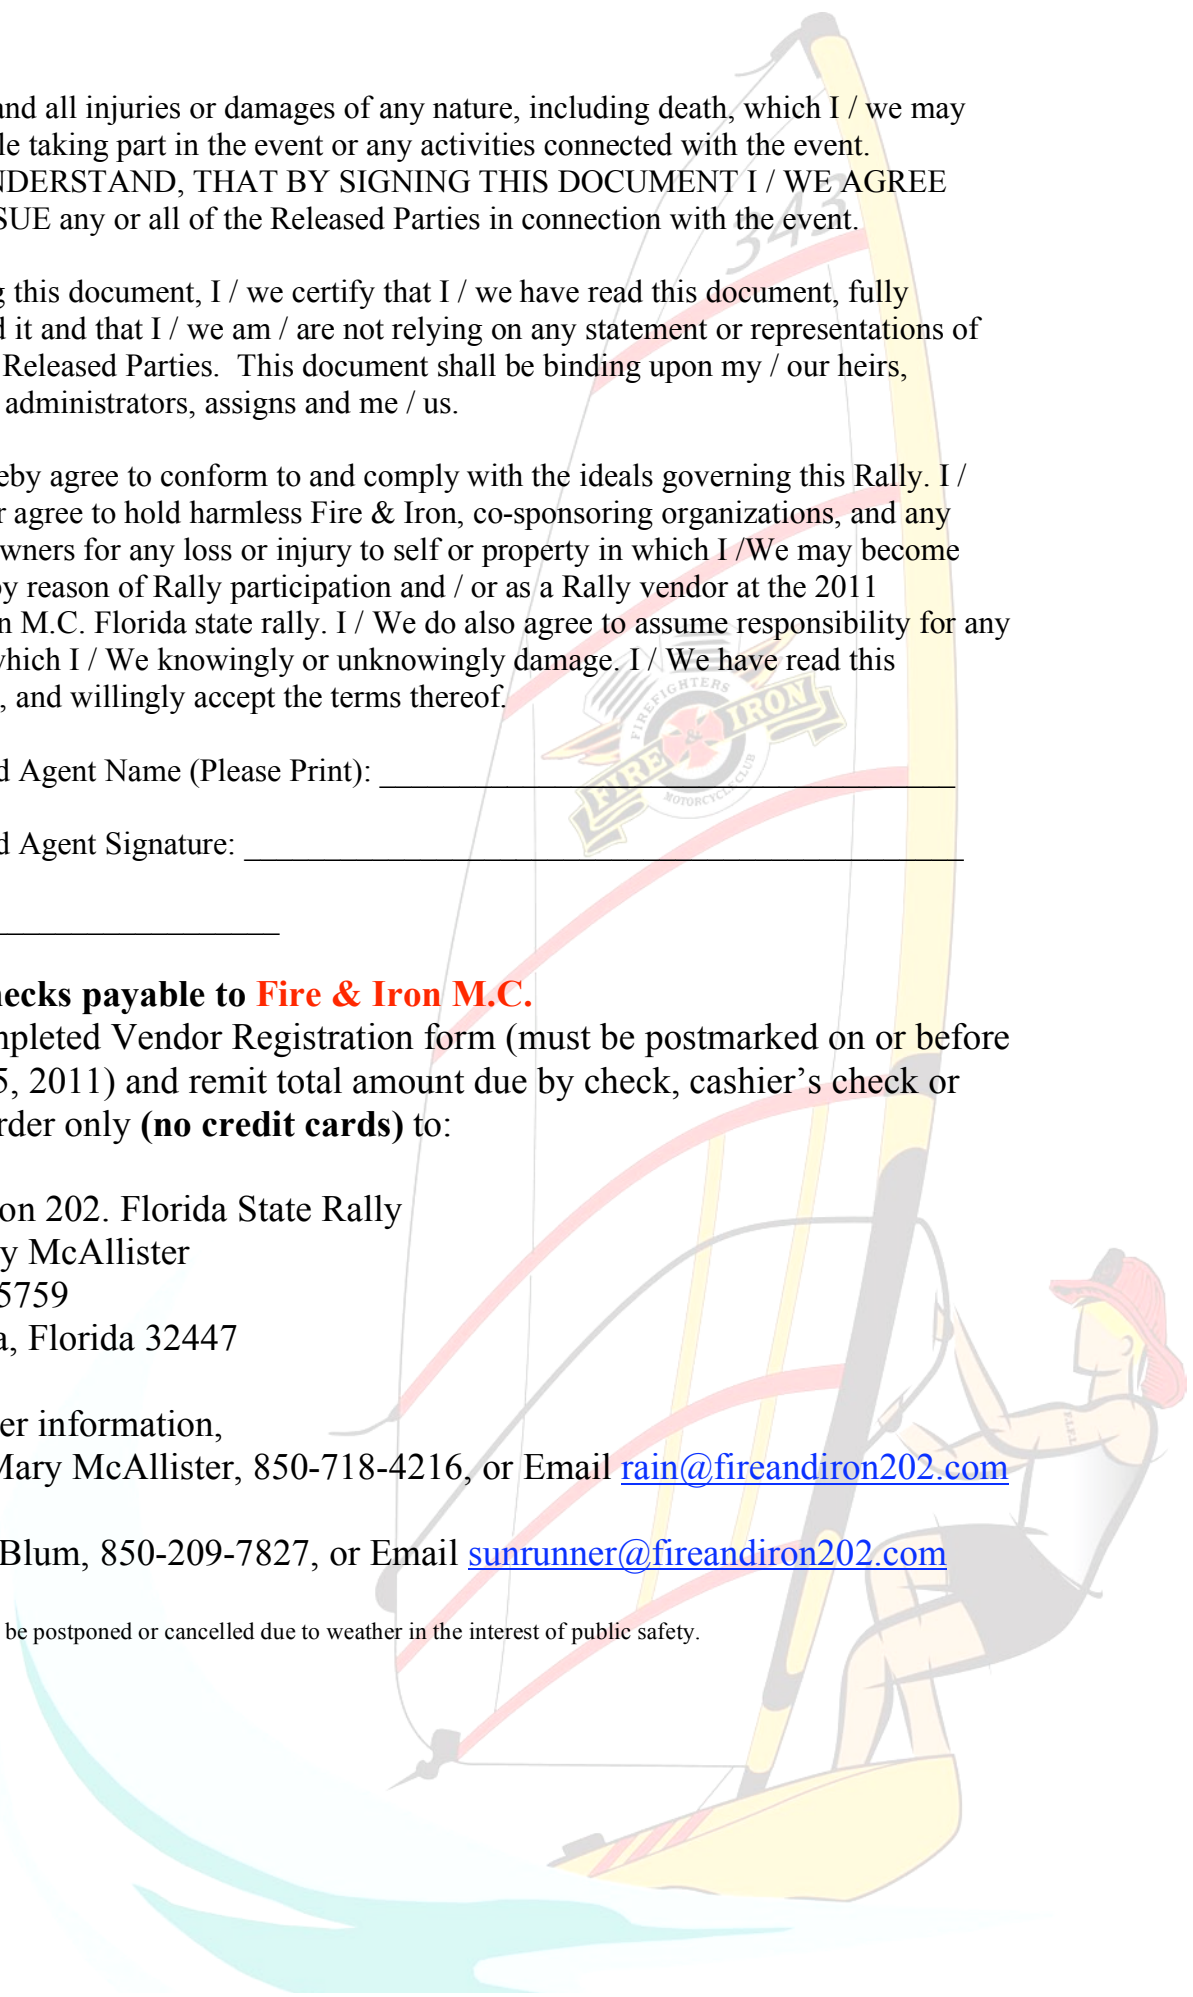 and all injuries or damages of any nature, including death, which I / we may
le taking part in the event or any activities connected with the event.
NDERSTAND, THAT BY SIGNING THIS DOCUMENT I / WE AGREE
SUE any or all of the Released Parties in connection with the event.
g this document, I / we certify that I / we have read this document, fully
d it and that I / we am / are not relying on any statement or representations of
Released Parties. This document shall be binding upon my / our heirs,
administrators, assigns and me / us.
eby agree to conform to and comply with the ideals governing this Rally. I /
r agree to hold harmless Fire & Iron, co-sponsoring organizations, and any
wners for any loss or injury to self or property in which I /We may become
by reason of Rally participation and / or as a Rally vendor at the 2011
n M.C. Florida state rally. I / We do also agree to assume responsibility for any
which I / We knowingly or unknowingly damage. I / We have read this
, and willingly accept the terms thereof.
d Agent Name (Please Print): ____________________________________
d Agent Signature: _____________________________________________
__________________
hecks payable to Fire & Iron M.C.
mpleted Vendor Registration form (must be postmarked on or before
5, 2011) and remit total amount due by check, cashier’s check or
rder only (no credit cards) to:
on 202. Florida State Rally
y McAllister
5759
a, Florida 32447
er information,
Mary McAllister, 850-718-4216, or Email rain@fireandiron202.com
Blum, 850-209-7827, or Email sunrunner@fireandiron202.com
be postponed or cancelled due to weather in the interest of public safety.
343
FIREFIGHTERS
FIRE & IRON
MOTORCYCLE CLUB